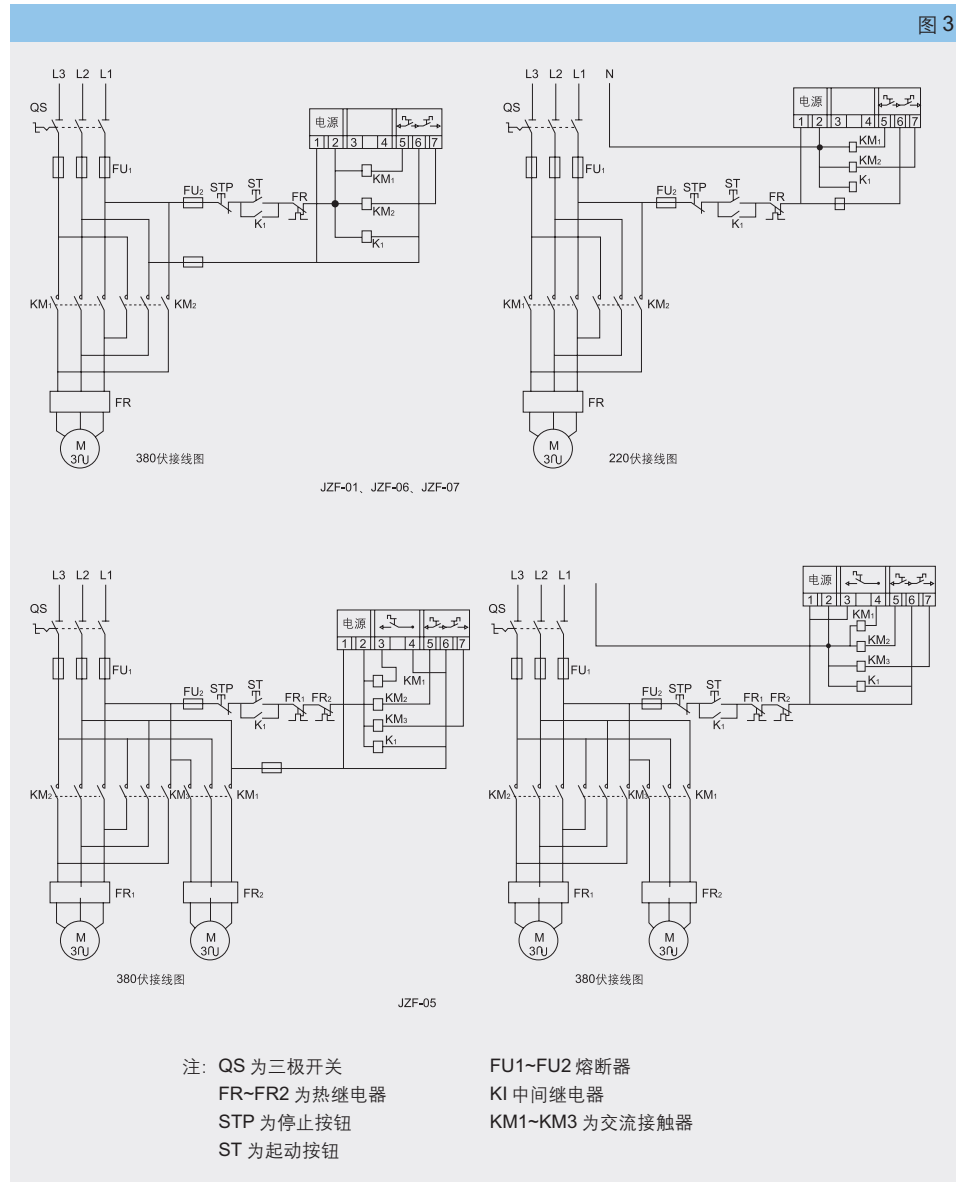 图 3
L3 L2 L1
QS
FU₁
FU₂ STP ST FR
K₁
电源
1 2 3 4 5 6 7
KM₁
KM₂
K₁
KM₁ KM₂
FR
M
3∩U
380伏接线图
L3 L2 L1 N
QS
FU₁
FU₂ STP ST FR
K₁
电源
1 2 3 4 5 6 7
KM₁
KM₂
K₁
KM₁ KM₂
FR
M
3∩U
220伏接线图
JZF-01、JZF-06、JZF-07
L3 L2 L1
QS
FU₁
FU₂ STP ST FR₁ FR₂
K₁
电源
1 2 3 4 5 6 7
KM₁
KM₂
KM₃
K₁
KM₂ KM₃ KM₁
FR₁ FR₂
M M
3∩U 3∩U
380伏接线图
L3 L2 L1
QS
FU₁
FU₂ STP ST FR₁ FR₂
K₁
电源
1 2 3 4 5 6 7
KM₁
KM₂
KM₃
K₁
KM₂ KM₃ KM₁
FR₁ FR₂
M M
3∩U 3∩U
380伏接线图
JZF-05
注: QS 为三极开关 FU1~FU2 熔断器
FR~FR2 为热继电器 KI 中间继电器
STP 为停止按钮 KM1~KM3 为交流接触器
ST 为起动按钮